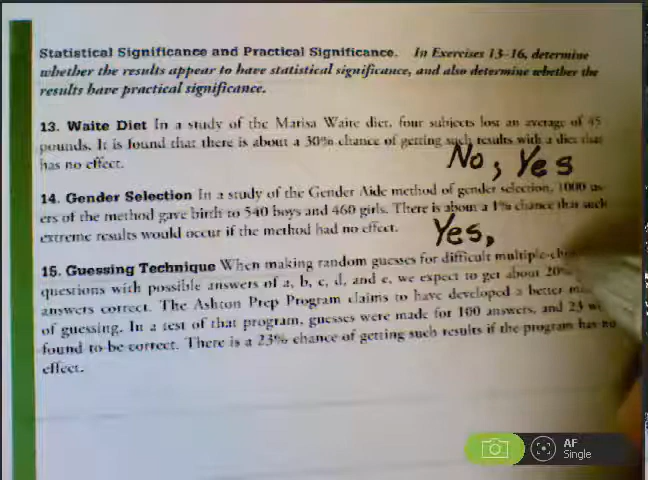 Statistical Significance and Practical Significance. In Exercises 13–16, determine
whether the results appear to have statistical significance, and also determine whether the
results have practical significance.
13. Waite Diet In a study of the Marisa Waite diet, four subjects lost an average of 45
pounds. It is found that there is about a 30% chance of getting such results with a diet that
has no effect.
No, Yes
14. Gender Selection In a study of the Gender Aide method of gender selection, 1000 us-
ers of the method gave birth to 540 boys and 460 girls. There is about a 1% chance that such
extreme results would occur if the method had no effect.
Yes,
15. Guessing Technique When making random guesses for difficult multiple-
questions with possible answers of a, b, c, d, and e, we expect to get about 20%
answers correct. The Ashton Prep Program claims to have developed a better
of guessing. In a test of that program, guesses were made for 100 answers, and 23
found to be correct. There is a 23% chance of getting such results if the program has no
effect.
AF
Single